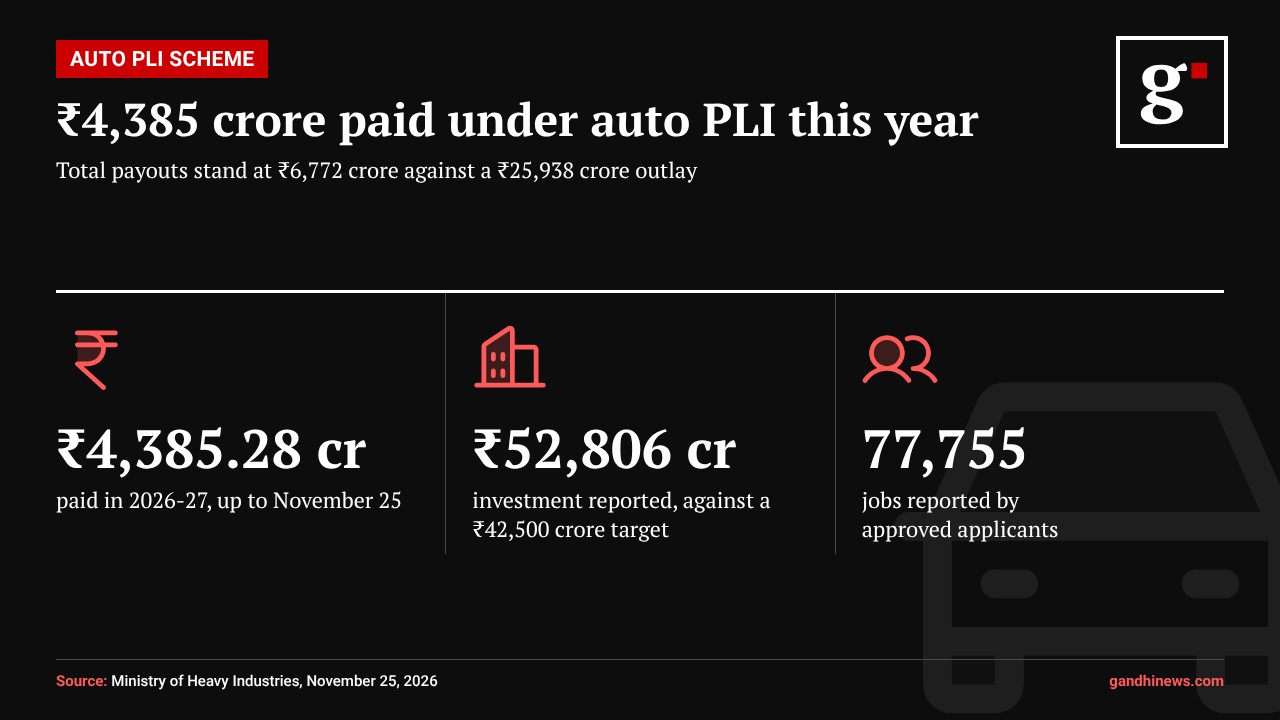 AUTO PLI SCHEME
g
₹4,385 crore paid under auto PLI this year
Total payouts stand at ₹6,772 crore against a ₹25,938 crore outlay
₹
₹4,385.28 cr
paid in 2026-27, up to November 25
₹52,806 cr
investment reported, against a
₹42,500 crore target
77,755
jobs reported by
approved applicants
Source: Ministry of Heavy Industries, November 25, 2026
gandhinews.com